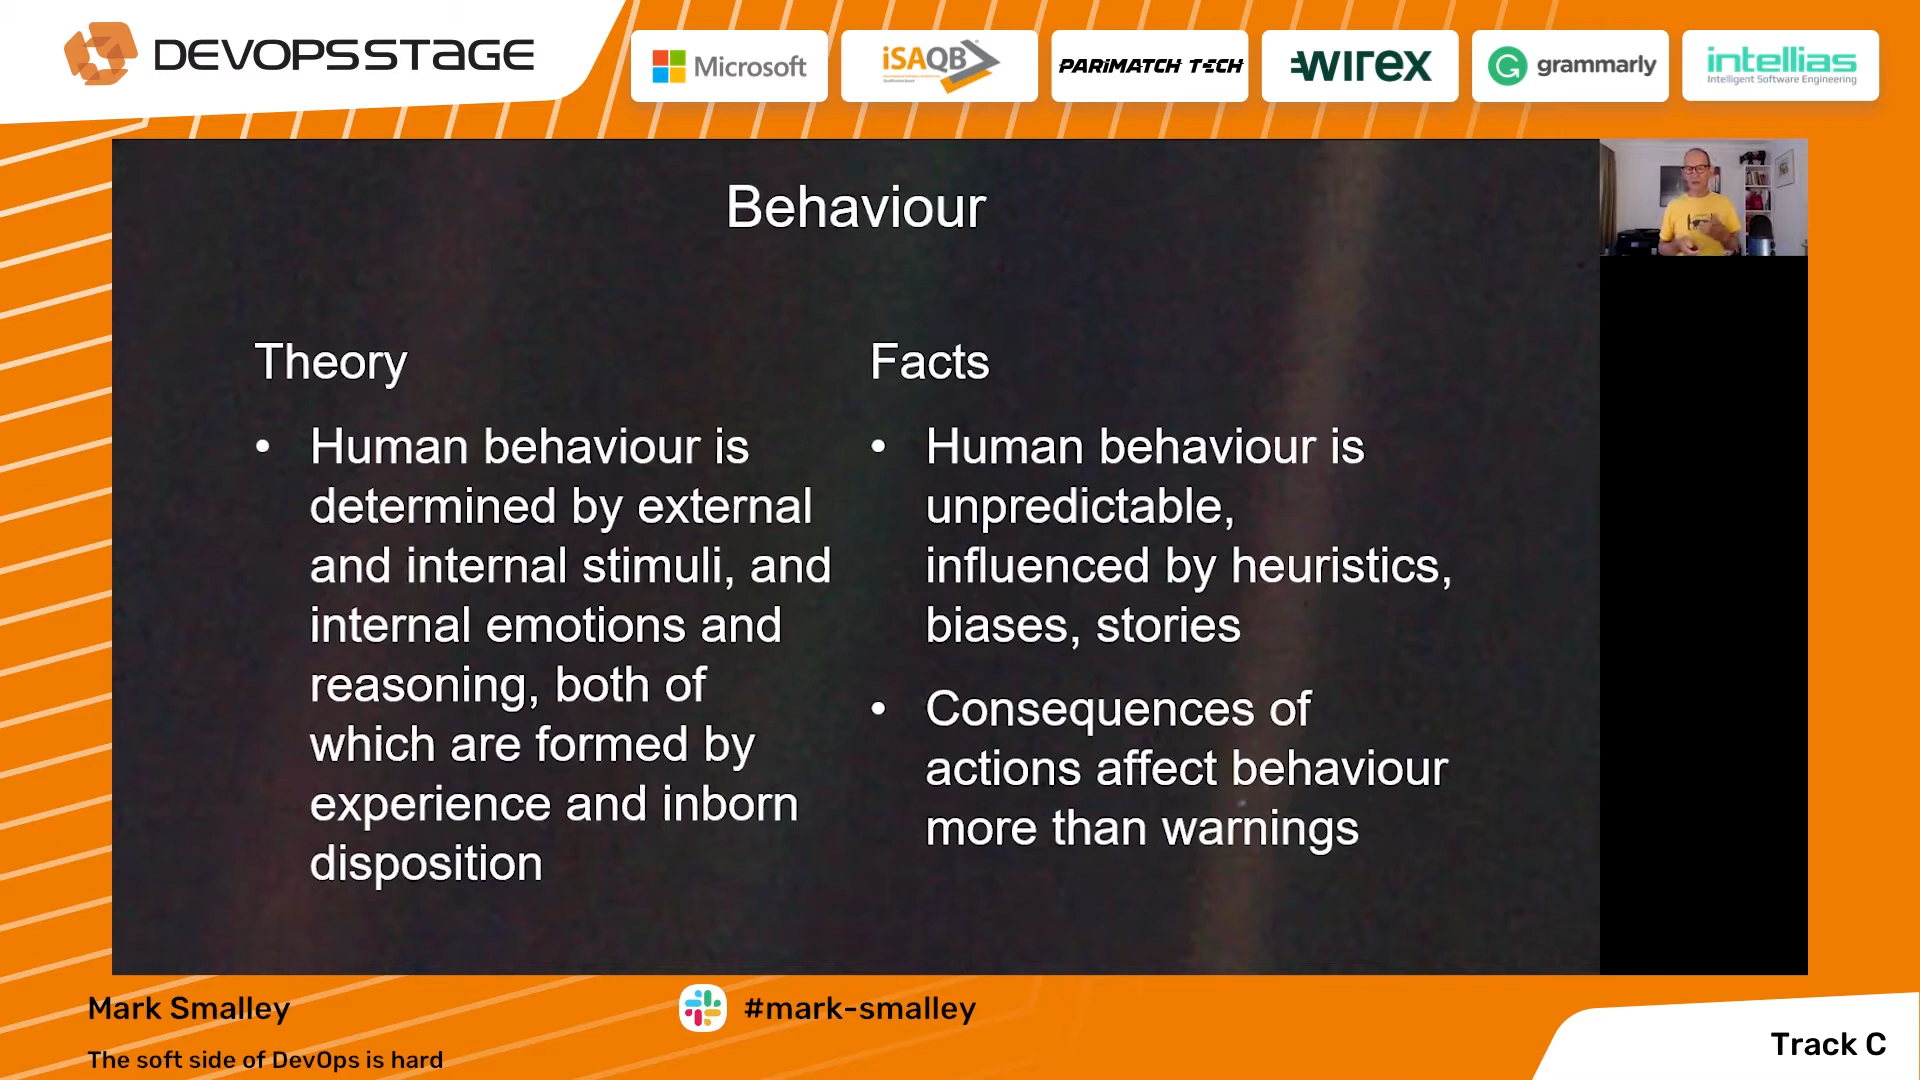 DEVOPSSTAGE
Microsoft
iSAQB
PARIMATCH TECH
WIREX
grammarly
intellias
Intelligent Software Engineering
Behaviour
Theory
• Human behaviour is
determined by external
and internal stimuli, and
internal emotions and
reasoning, both of
which are formed by
experience and inborn
disposition
Facts
• Human behaviour is
unpredictable,
influenced by heuristics,
biases, stories
• Consequences of
actions affect behaviour
more than warnings
Mark Smalley
#mark-smalley
The soft side of DevOps is hard
Track C